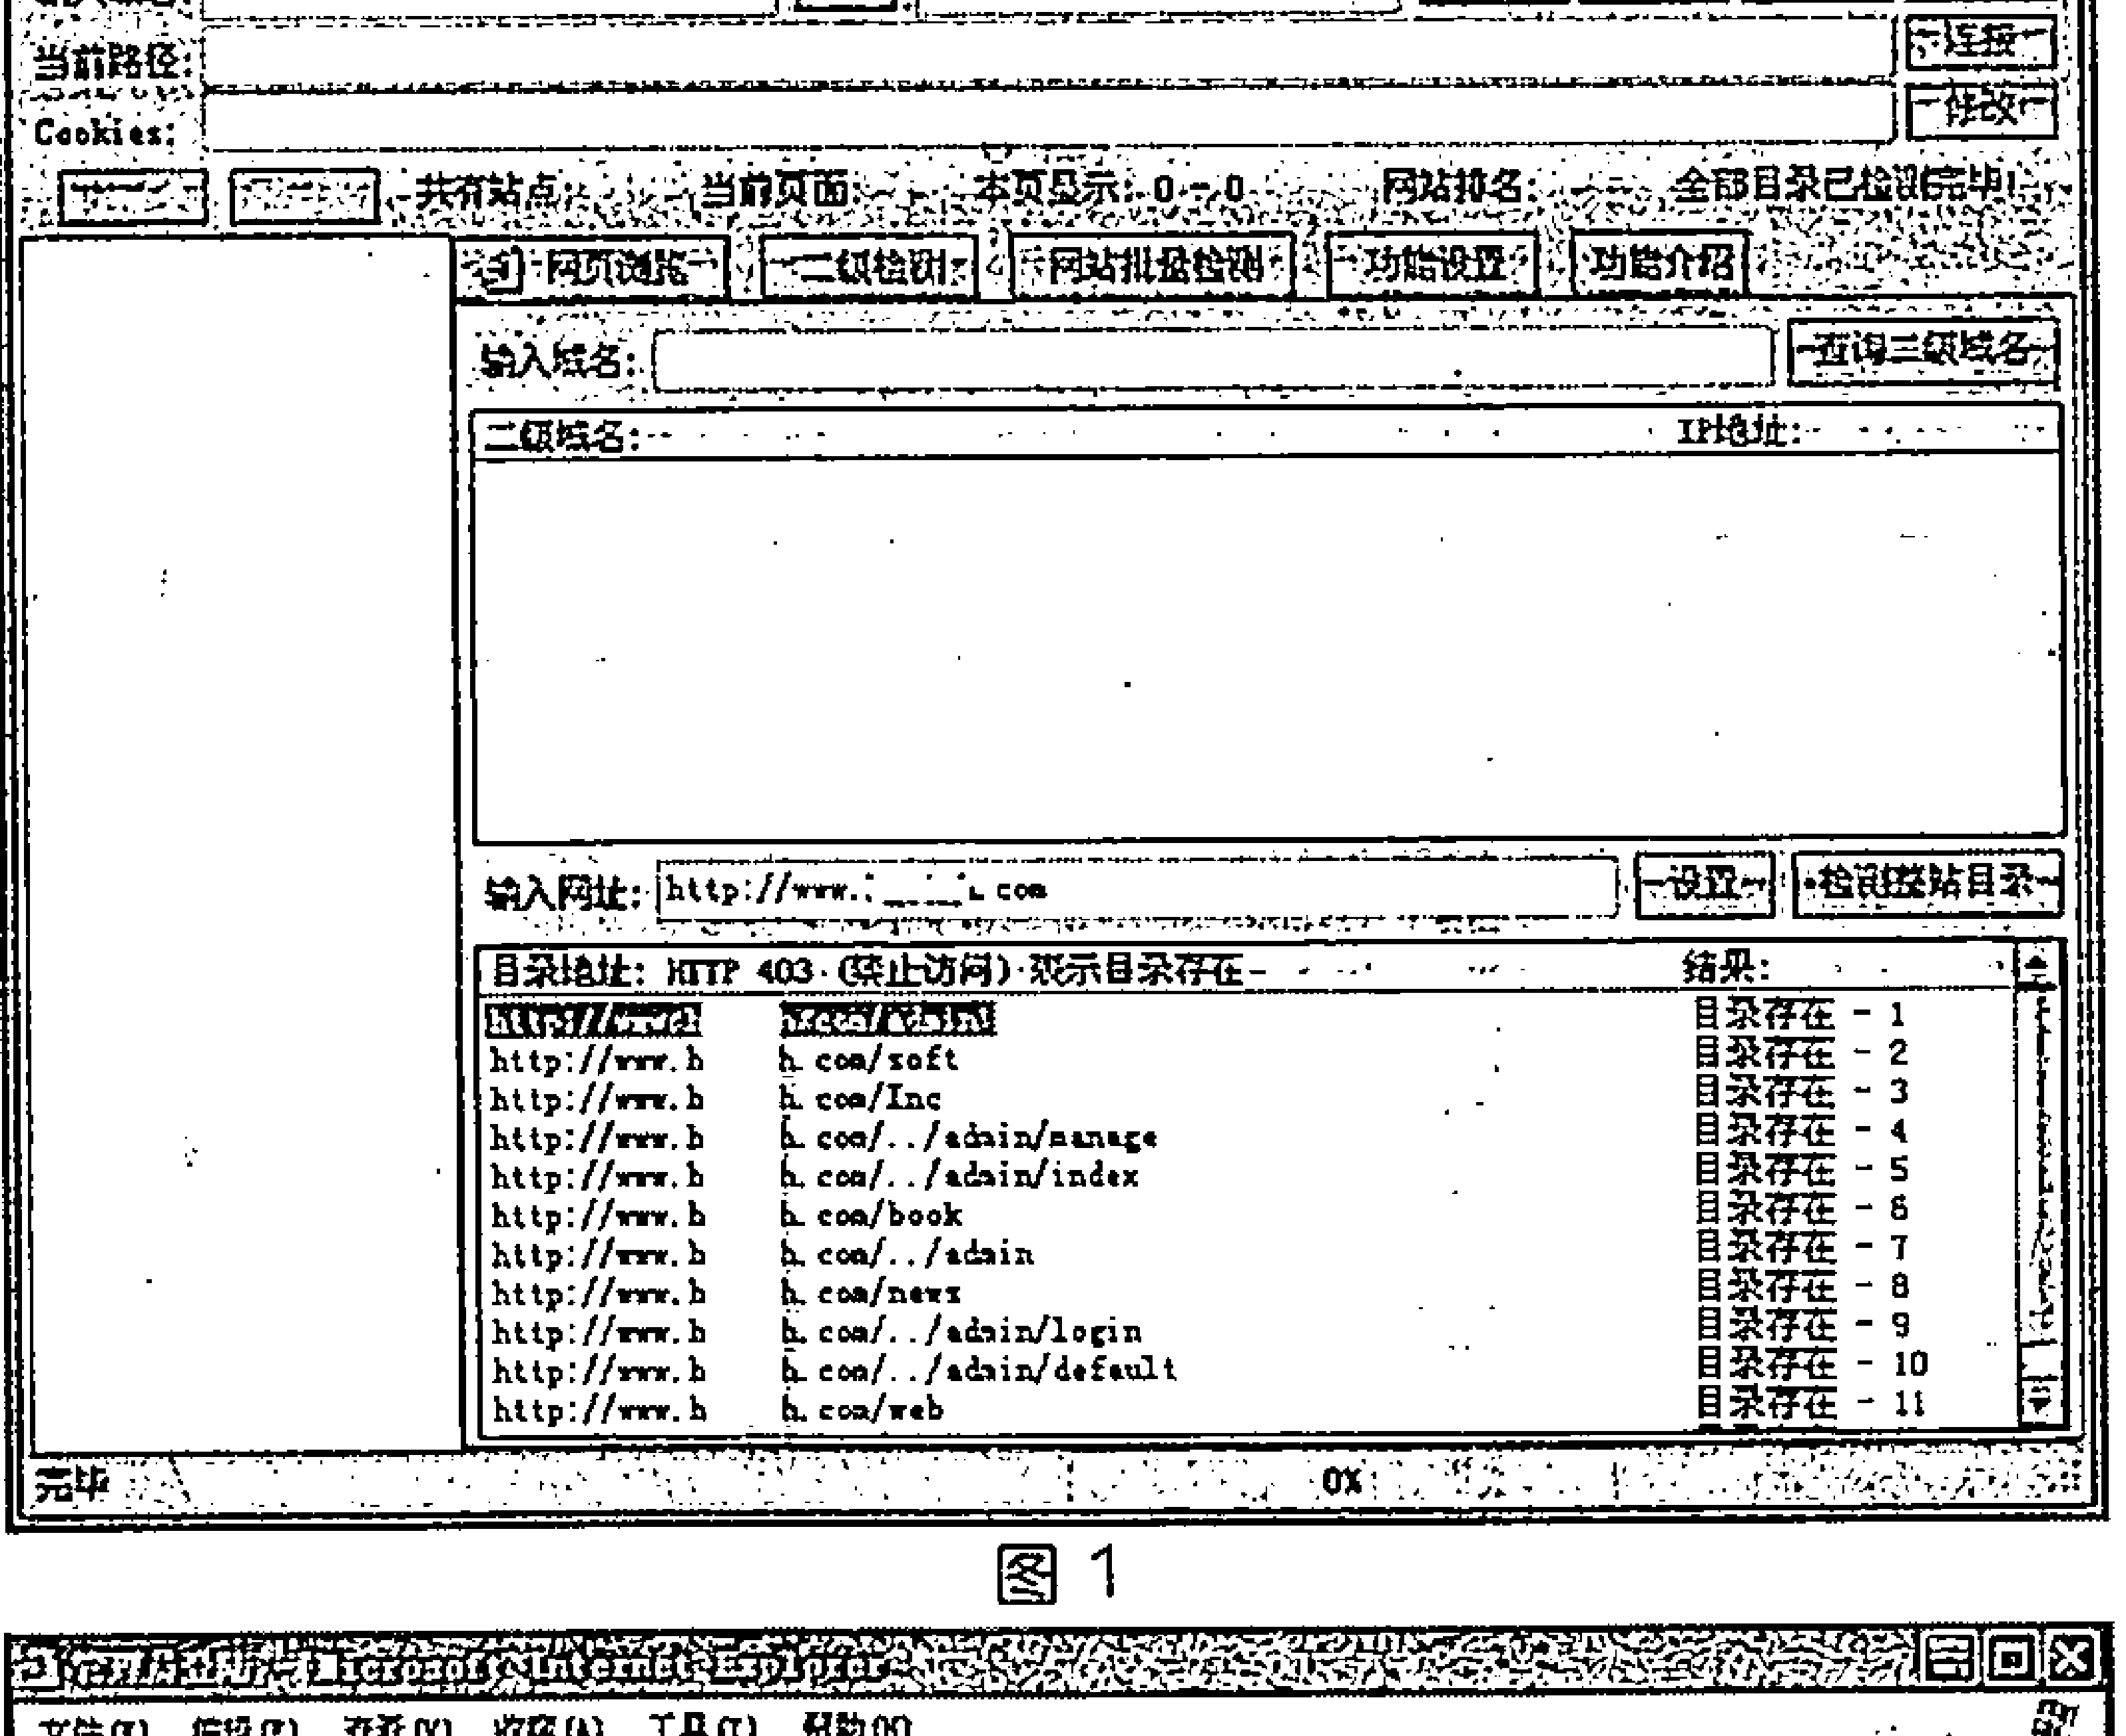 当前路径:
连接
Cookies:
修改
共有站点: 当前页面: 本页显示: 0 - 0 网站排名: 全部目录已检测完毕!
网页浏览 二级检测 网站批量检测 功能设置 功能介绍
输入域名: 查询二级域名
二级域名: IP地址:
输入网址: http://www. .com 设置 检测整站目录
目录地址: HTTP 403 (禁止访问) 表示目录存在 结果:
目录存在 - 1
http://www.h h.com/soft 目录存在 - 2
http://www.h h.com/Inc 目录存在 - 3
http://www.h h.com/../admin/manage 目录存在 - 4
http://www.h h.com/../admin/index 目录存在 - 5
http://www.h h.com/book 目录存在 - 6
http://www.h h.com/../admin 目录存在 - 7
http://www.h h.com/news 目录存在 - 8
http://www.h h.com/../admin/login 目录存在 - 9
http://www.h h.com/../admin/default 目录存在 - 10
http://www.h h.com/web 目录存在 - 11
完毕 0%
图 1
Microsoft Internet Explorer
工具(T) 帮助(H)